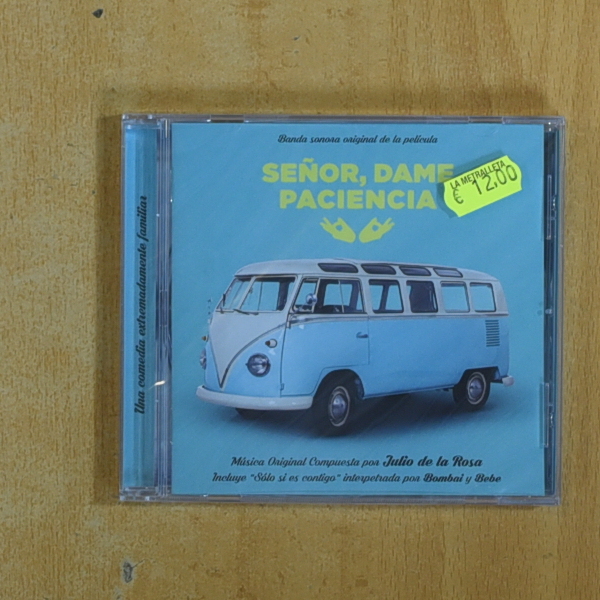 Banda sonora original de la película
SEÑOR, DAME
PACIENCIA
LA METRALLETA
€ 12,00
Una comedia extremadamente familiar
Música Original Compuesta por Julio de la Rosa
Incluye "Sólo si es contigo" interpetrada por Bombai y Bebe